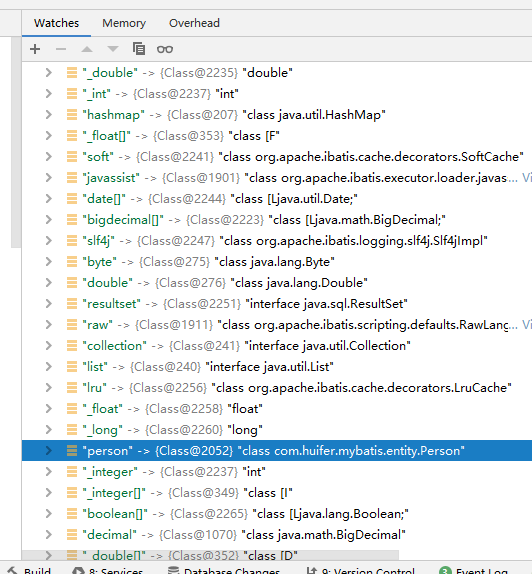 Watches Memory Overhead
"_double" -> {Class@2235} "double"
"_int" -> {Class@2237} "int"
"hashmap" -> {Class@207} "class java.util.HashMap"
"_float[]" -> {Class@353} "class [F"
"soft" -> {Class@2241} "class org.apache.ibatis.cache.decorators.SoftCache"
"javassist" -> {Class@1901} "class org.apache.ibatis.executor.loader.javas... Vi
"date[]" -> {Class@2244} "class [Ljava.util.Date;"
"bigdecimal[]" -> {Class@2223} "class [Ljava.math.BigDecimal;"
"slf4j" -> {Class@2247} "class org.apache.ibatis.logging.slf4j.Slf4jImpl"
"byte" -> {Class@275} "class java.lang.Byte"
"double" -> {Class@276} "class java.lang.Double"
"resultset" -> {Class@2251} "interface java.sql.ResultSet"
"raw" -> {Class@1911} "class org.apache.ibatis.scripting.defaults.RawLang... Vi
"collection" -> {Class@241} "interface java.util.Collection"
"list" -> {Class@240} "interface java.util.List"
"lru" -> {Class@2256} "class org.apache.ibatis.cache.decorators.LruCache"
"_float" -> {Class@2258} "float"
"_long" -> {Class@2260} "long"
"person" -> {Class@2052} "class com.huifer.mybatis.entity.Person"
"_integer" -> {Class@2237} "int"
"_integer[]" -> {Class@349} "class [I"
"boolean[]" -> {Class@2265} "class [Ljava.lang.Boolean;"
"decimal" -> {Class@1070} "class java.math.BigDecimal"
"_double[]" -> {Class@352} "class [D"
Build 8: Services Database Changes 9: Version Control 3 Event Log